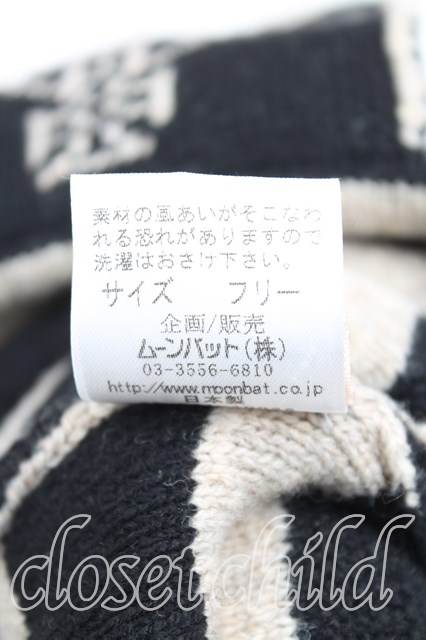 素材の風あいがそこなわ
れる恐れがありますので
洗濯はおさけ下さい。
サイズ　　フリー
企画/販売
ムーンバット(株)
03-3556-6810
http://www.moonbat.co.jp
日本製
closet child